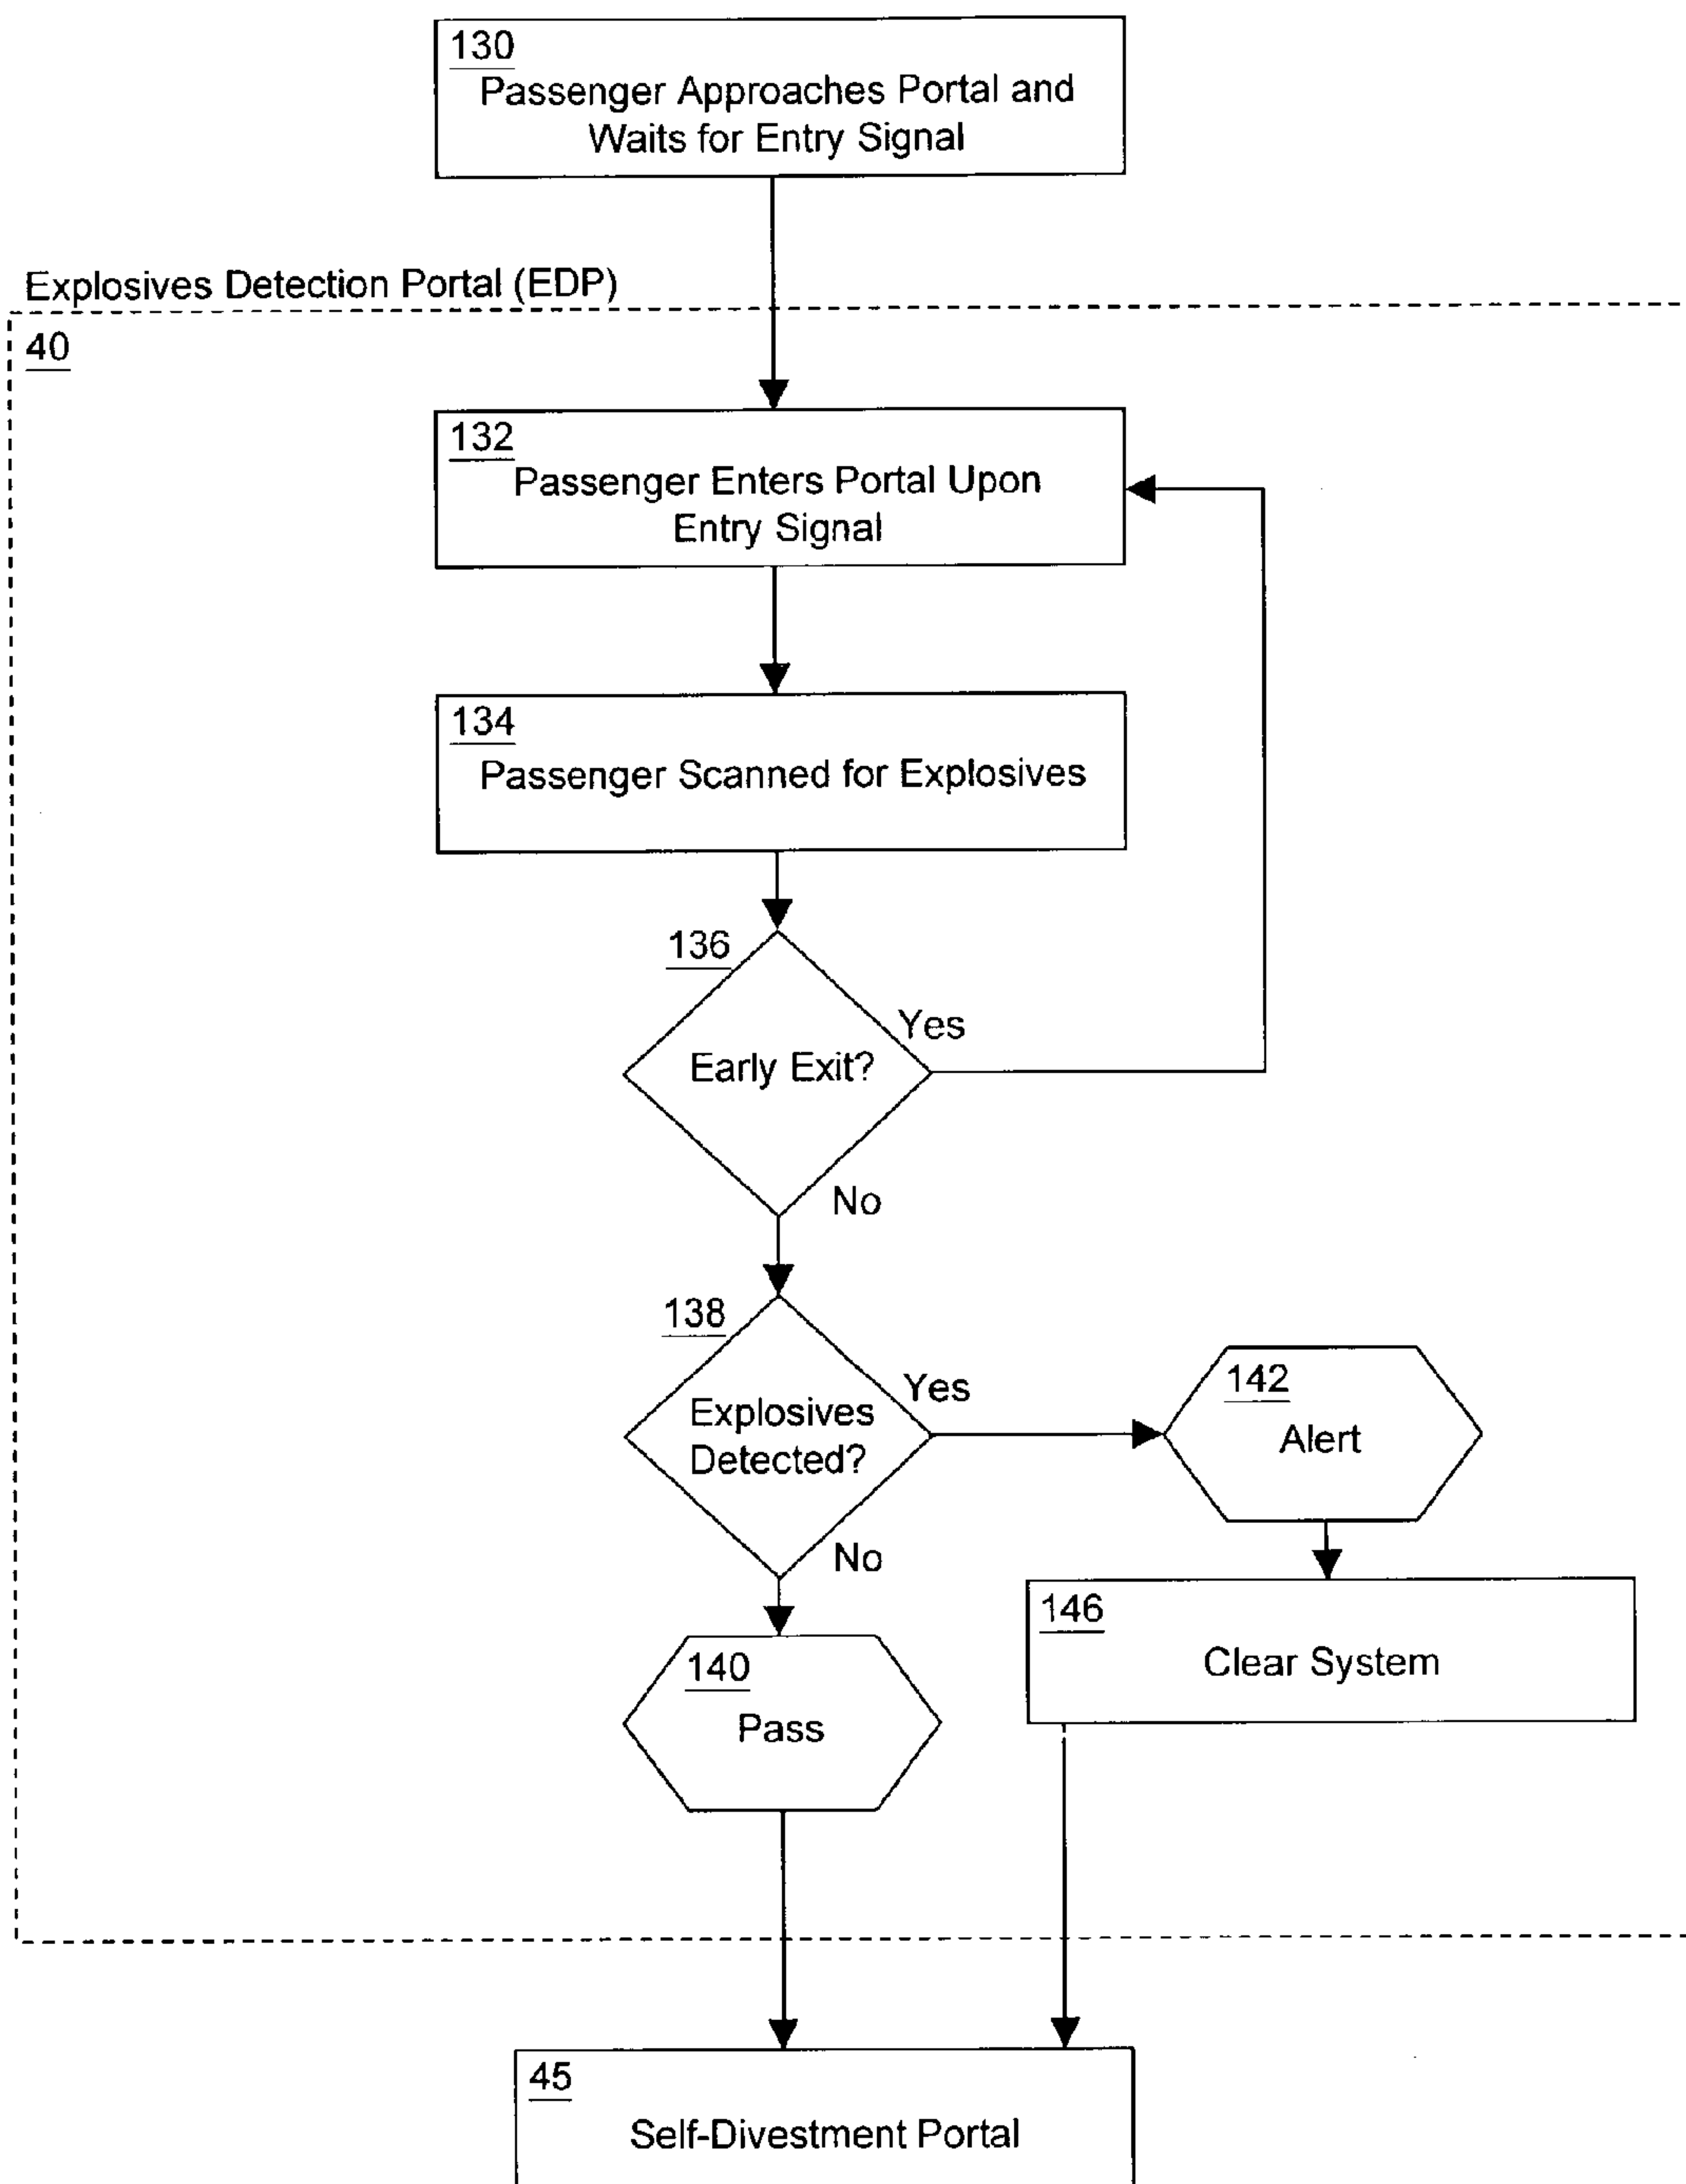 130
Passenger Approaches Portal and
Waits for Entry Signal
Explosives Detection Portal (EDP)
40
132
Passenger Enters Portal Upon
Entry Signal
134
Passenger Scanned for Explosives
136
Yes
Early Exit?
No
138
Yes
Explosives
Detected?
No
142
Alert
146
Clear System
140
Pass
45
Self-Divestment Portal